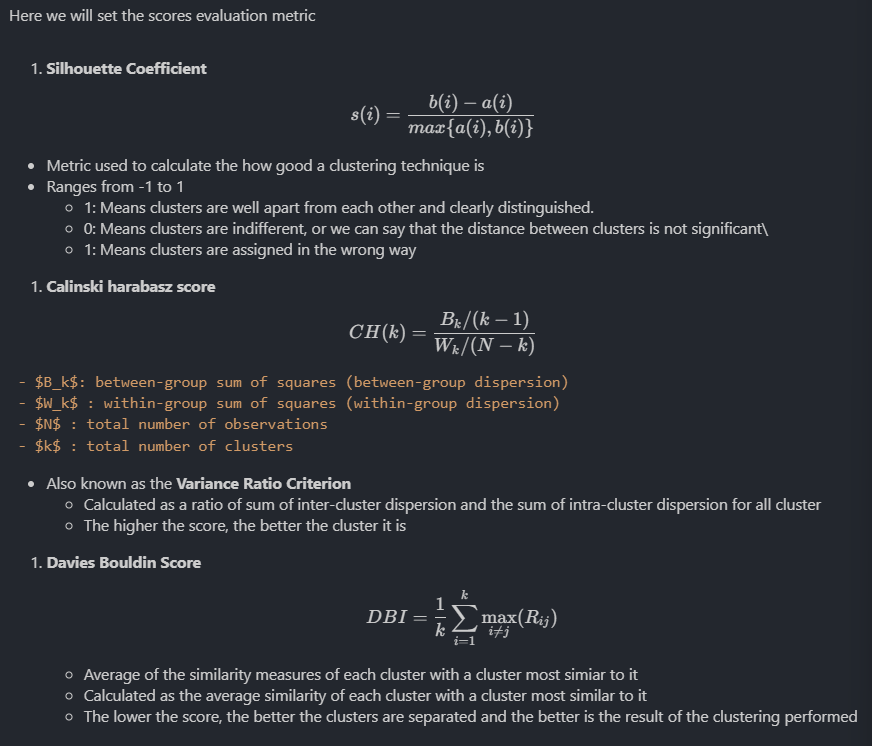 Here we will set the scores evaluation metric
1. Silhouette Coefficient
s(i) = \frac{b(i) − a(i)}{max{a(i), b(i)}}
• Metric used to calculate the how good a clustering technique is
• Ranges from -1 to 1
◦ 1: Means clusters are well apart from each other and clearly distinguished.
◦ 0: Means clusters are indifferent, or we can say that the distance between clusters is not significant\
◦ 1: Means clusters are assigned in the wrong way
1. Calinski harabasz score
CH(k) = \frac{B_k/(k − 1)}{W_k/(N − k)}
- $B_k$: between-group sum of squares (between-group dispersion)
- $W_k$ : within-group sum of squares (within-group dispersion)
- $N$ : total number of observations
- $k$ : total number of clusters
• Also known as the Variance Ratio Criterion
◦ Calculated as a ratio of sum of inter-cluster dispersion and the sum of intra-cluster dispersion for all cluster
◦ The higher the score, the better the cluster it is
1. Davies Bouldin Score
DBI = \frac{1}{k} \sum_{i=1}^{k} \max_{i≠j}(R_{ij})
◦ Average of the similarity measures of each cluster with a cluster most simiar to it
◦ Calculated as the average similarity of each cluster with a cluster most similar to it
◦ The lower the score, the better the clusters are separated and the better is the result of the clustering performed